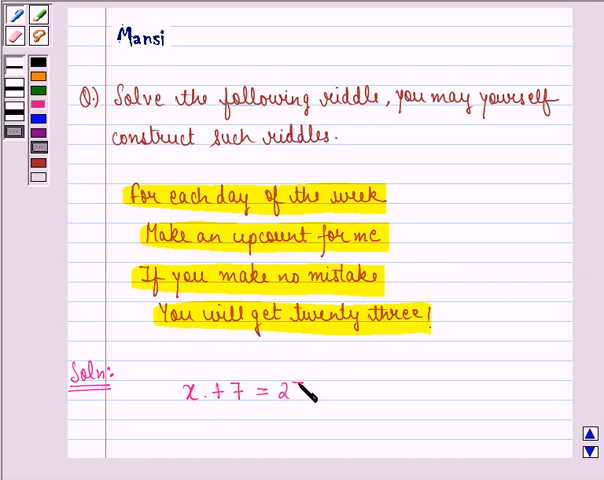 Mansi
Q.) Solve the following riddle, you may yourself
construct such riddles.
For each day of the week
Make an upcount for me
If you make no mistake
You will get twenty three!
Soln:
x + 7 = 2